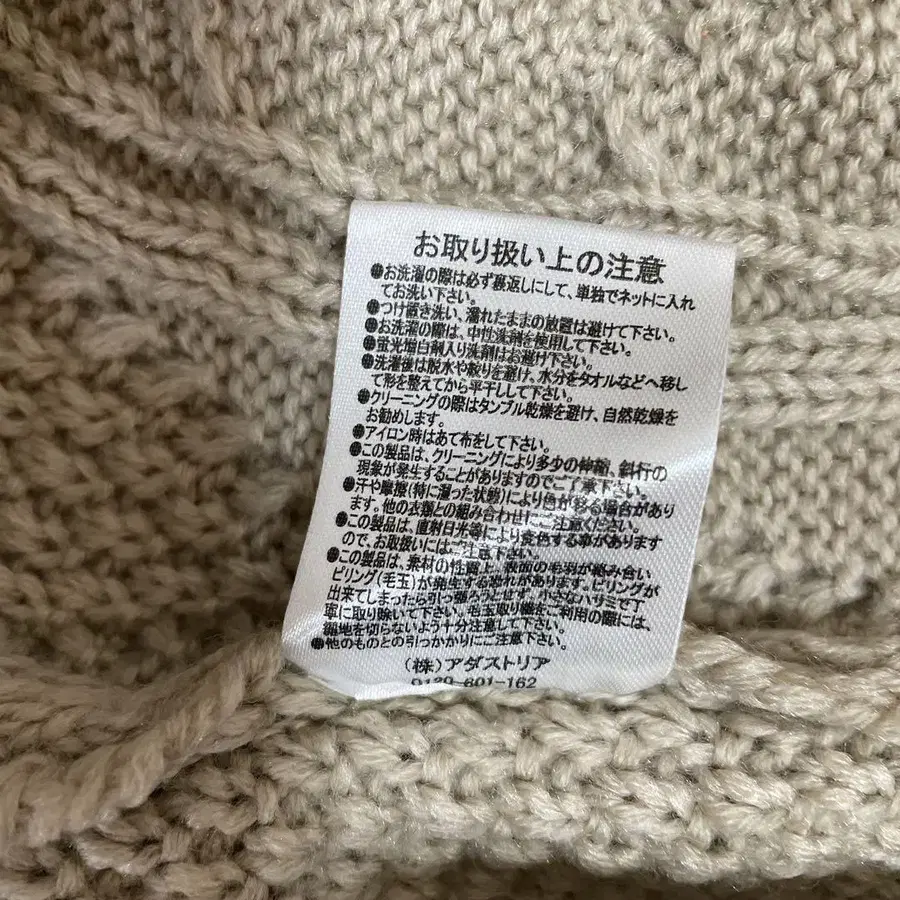 お取り扱い上の注意
●お洗濯の際は必ず裏返しにして、単独でネットに入れ
てお洗い下さい。
●つけ置き洗い、濡れたままの放置は避けて下さい。
●お洗濯の際は、中性洗剤を使用して下さい。
●蛍光増白剤入り洗剤はお避け下さい。
●洗濯後は脱水や絞りを避け、水分をタオルなどへ移し
て形を整えてから平干しして下さい。
●クリーニングの際はタンブル乾燥を避け、自然乾燥を
お勧めします。
●アイロン時はあて布をして下さい。
●この製品は、クリーニングにより多少の伸縮、斜行の
現象が発生することがありますのでご了承下さい。
●汗や摩擦(特に湿った状態)により色が移る場合があり
ます。他の衣類との組み合わせにご注意ください。
●この製品は、直射日光等により変色する事があります
ので、お取扱いにはご注意下さい。
●この製品は、素材の性質上、表面の毛羽が絡み合い
ピリング(毛玉)が発生する恐れがあります。ピリングが
出来てしまったら引っ張ろうとせず、小さなハサミで丁
寧に取り除いて下さい。毛玉取り機をご利用の際には、
編地を切らないよう十分注意して下さい。
●他のものとの引っかかりにご注意下さい。
(株)アダストリア
0120-601-162